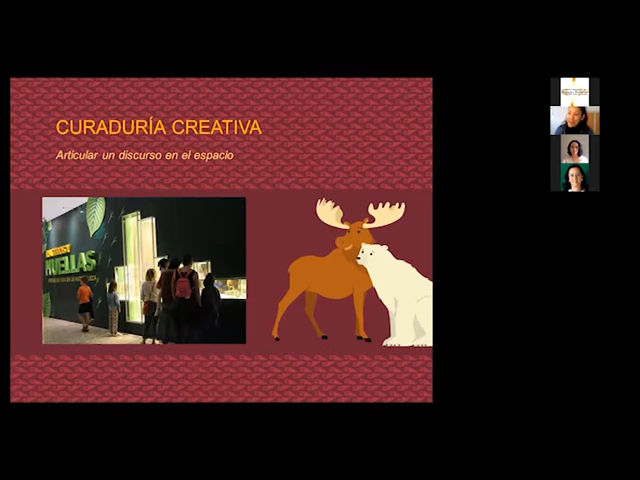 CURADURÍA CREATIVA
Articular un discurso en el espacio
HUELLAS